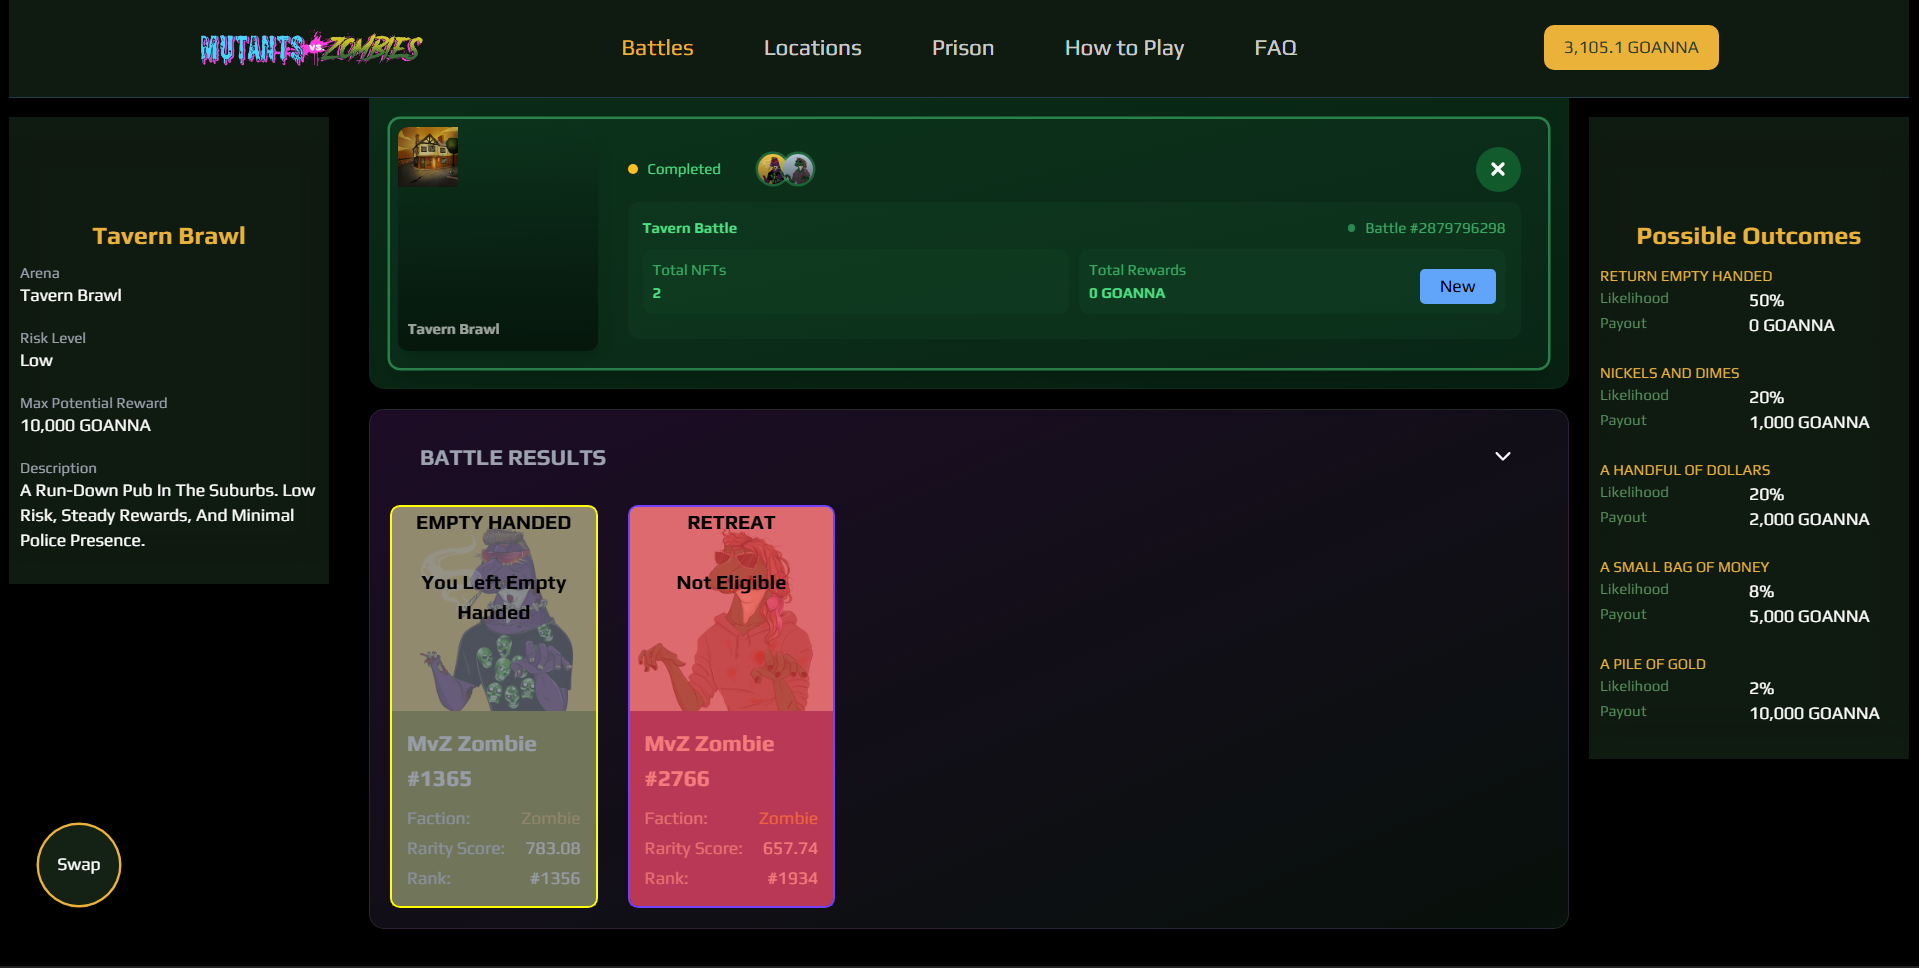 MUTANTS VS. ZOMBIES
Battles
Locations
Prison
How to Play
FAQ
3,105.1 GOANNA
Tavern Brawl
Arena
Tavern Brawl
Risk Level
Low
Max Potential Reward
10,000 GOANNA
Description
A Run-Down Pub In The Suburbs. Low
Risk, Steady Rewards, And Minimal
Police Presence.
Swap
Tavern Brawl
Completed
Tavern Battle
Battle #2879796298
Total NFTs
2
Total Rewards
0 GOANNA
New
BATTLE RESULTS
EMPTY HANDED
You Left Empty
Handed
MvZ Zombie
#1365
Faction: Zombie
Rarity Score: 783.08
Rank: #1356
RETREAT
Not Eligible
MvZ Zombie
#2766
Faction: Zombie
Rarity Score: 657.74
Rank: #1934
Possible Outcomes
RETURN EMPTY HANDED
Likelihood 50%
Payout 0 GOANNA
NICKELS AND DIMES
Likelihood 20%
Payout 1,000 GOANNA
A HANDFUL OF DOLLARS
Likelihood 20%
Payout 2,000 GOANNA
A SMALL BAG OF MONEY
Likelihood 8%
Payout 5,000 GOANNA
A PILE OF GOLD
Likelihood 2%
Payout 10,000 GOANNA